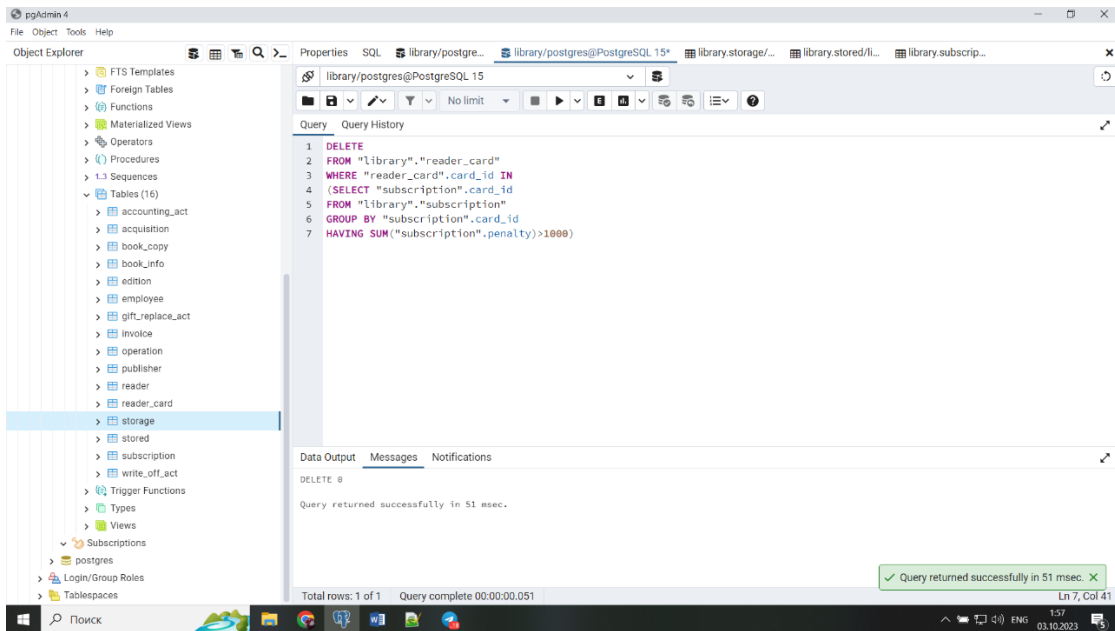 pgAdmin 4
File Object Tools Help
Object Explorer
Properties SQL library/postgre... library/postgres@PostgreSQL 15* library.storage/... library.stored/li... library.subscrip...
FTS Templates
Foreign Tables
Functions
Materialized Views
Operators
Procedures
1..3 Sequences
Tables (16)
accounting_act
acquisition
book_copy
book_info
edition
employee
gift_replace_act
invoice
operation
publisher
reader
reader_card
storage
stored
subscription
write_off_act
Trigger Functions
Types
Views
Subscriptions
postgres
Login/Group Roles
Tablespaces
library/postgres@PostgreSQL 15
No limit
Query Query History
1 DELETE
2 FROM "library"."reader_card"
3 WHERE "reader_card".card_id IN
4 (SELECT "subscription".card_id
5 FROM "library"."subscription"
6 GROUP BY "subscription".card_id
7 HAVING SUM("subscription".penalty)>1000)
Data Output Messages Notifications
DELETE 0
Query returned successfully in 51 msec.
Query returned successfully in 51 msec.
Total rows: 1 of 1 Query complete 00:00:00.051 Ln 7, Col 41
Поиск
ENG
1:57
03.10.2023